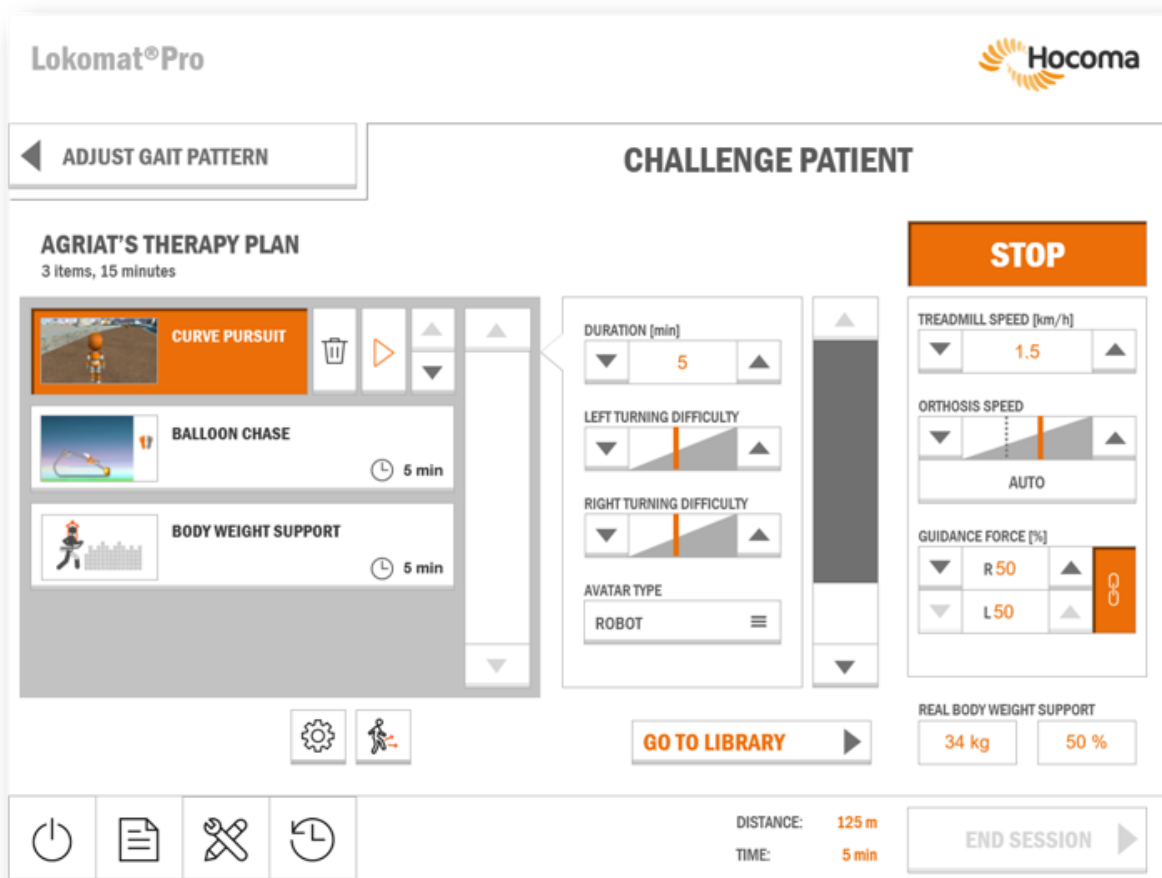 Lokomat®Pro
Hocoma
ADJUST GAIT PATTERN
CHALLENGE PATIENT
AGRIAT'S THERAPY PLAN
3 items, 15 minutes
CURVE PURSUIT
BALLOON CHASE
5 min
BODY WEIGHT SUPPORT
5 min
DURATION [min]
5
LEFT TURNING DIFFICULTY
RIGHT TURNING DIFFICULTY
AVATAR TYPE
ROBOT
STOP
TREADMILL SPEED [km/h]
1.5
ORTHOSIS SPEED
AUTO
GUIDANCE FORCE [%]
R 50
L 50
REAL BODY WEIGHT SUPPORT
34 kg 50 %
GO TO LIBRARY
DISTANCE: 125 m
TIME: 5 min
END SESSION